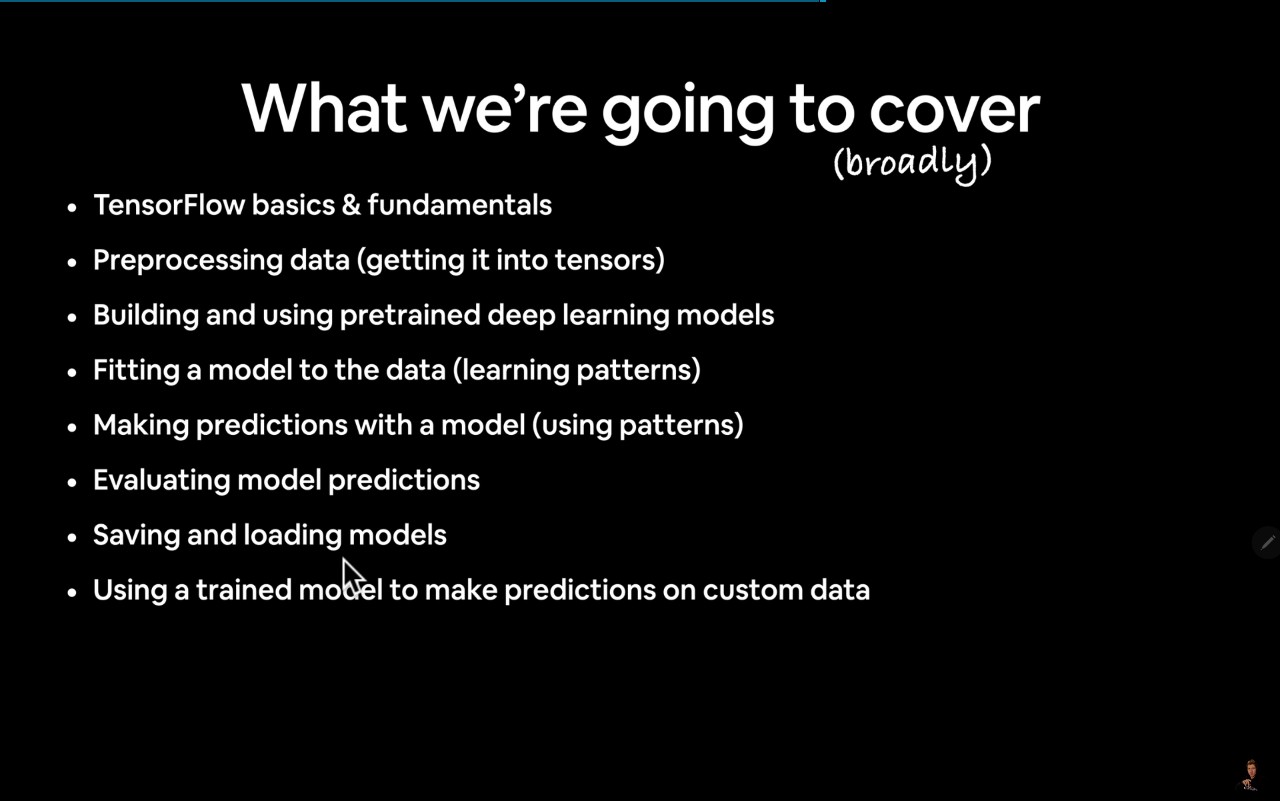 What we’re going to cover
(broadly)
• TensorFlow basics & fundamentals
• Preprocessing data (getting it into tensors)
• Building and using pretrained deep learning models
• Fitting a model to the data (learning patterns)
• Making predictions with a model (using patterns)
• Evaluating model predictions
• Saving and loading models
• Using a trained model to make predictions on custom data